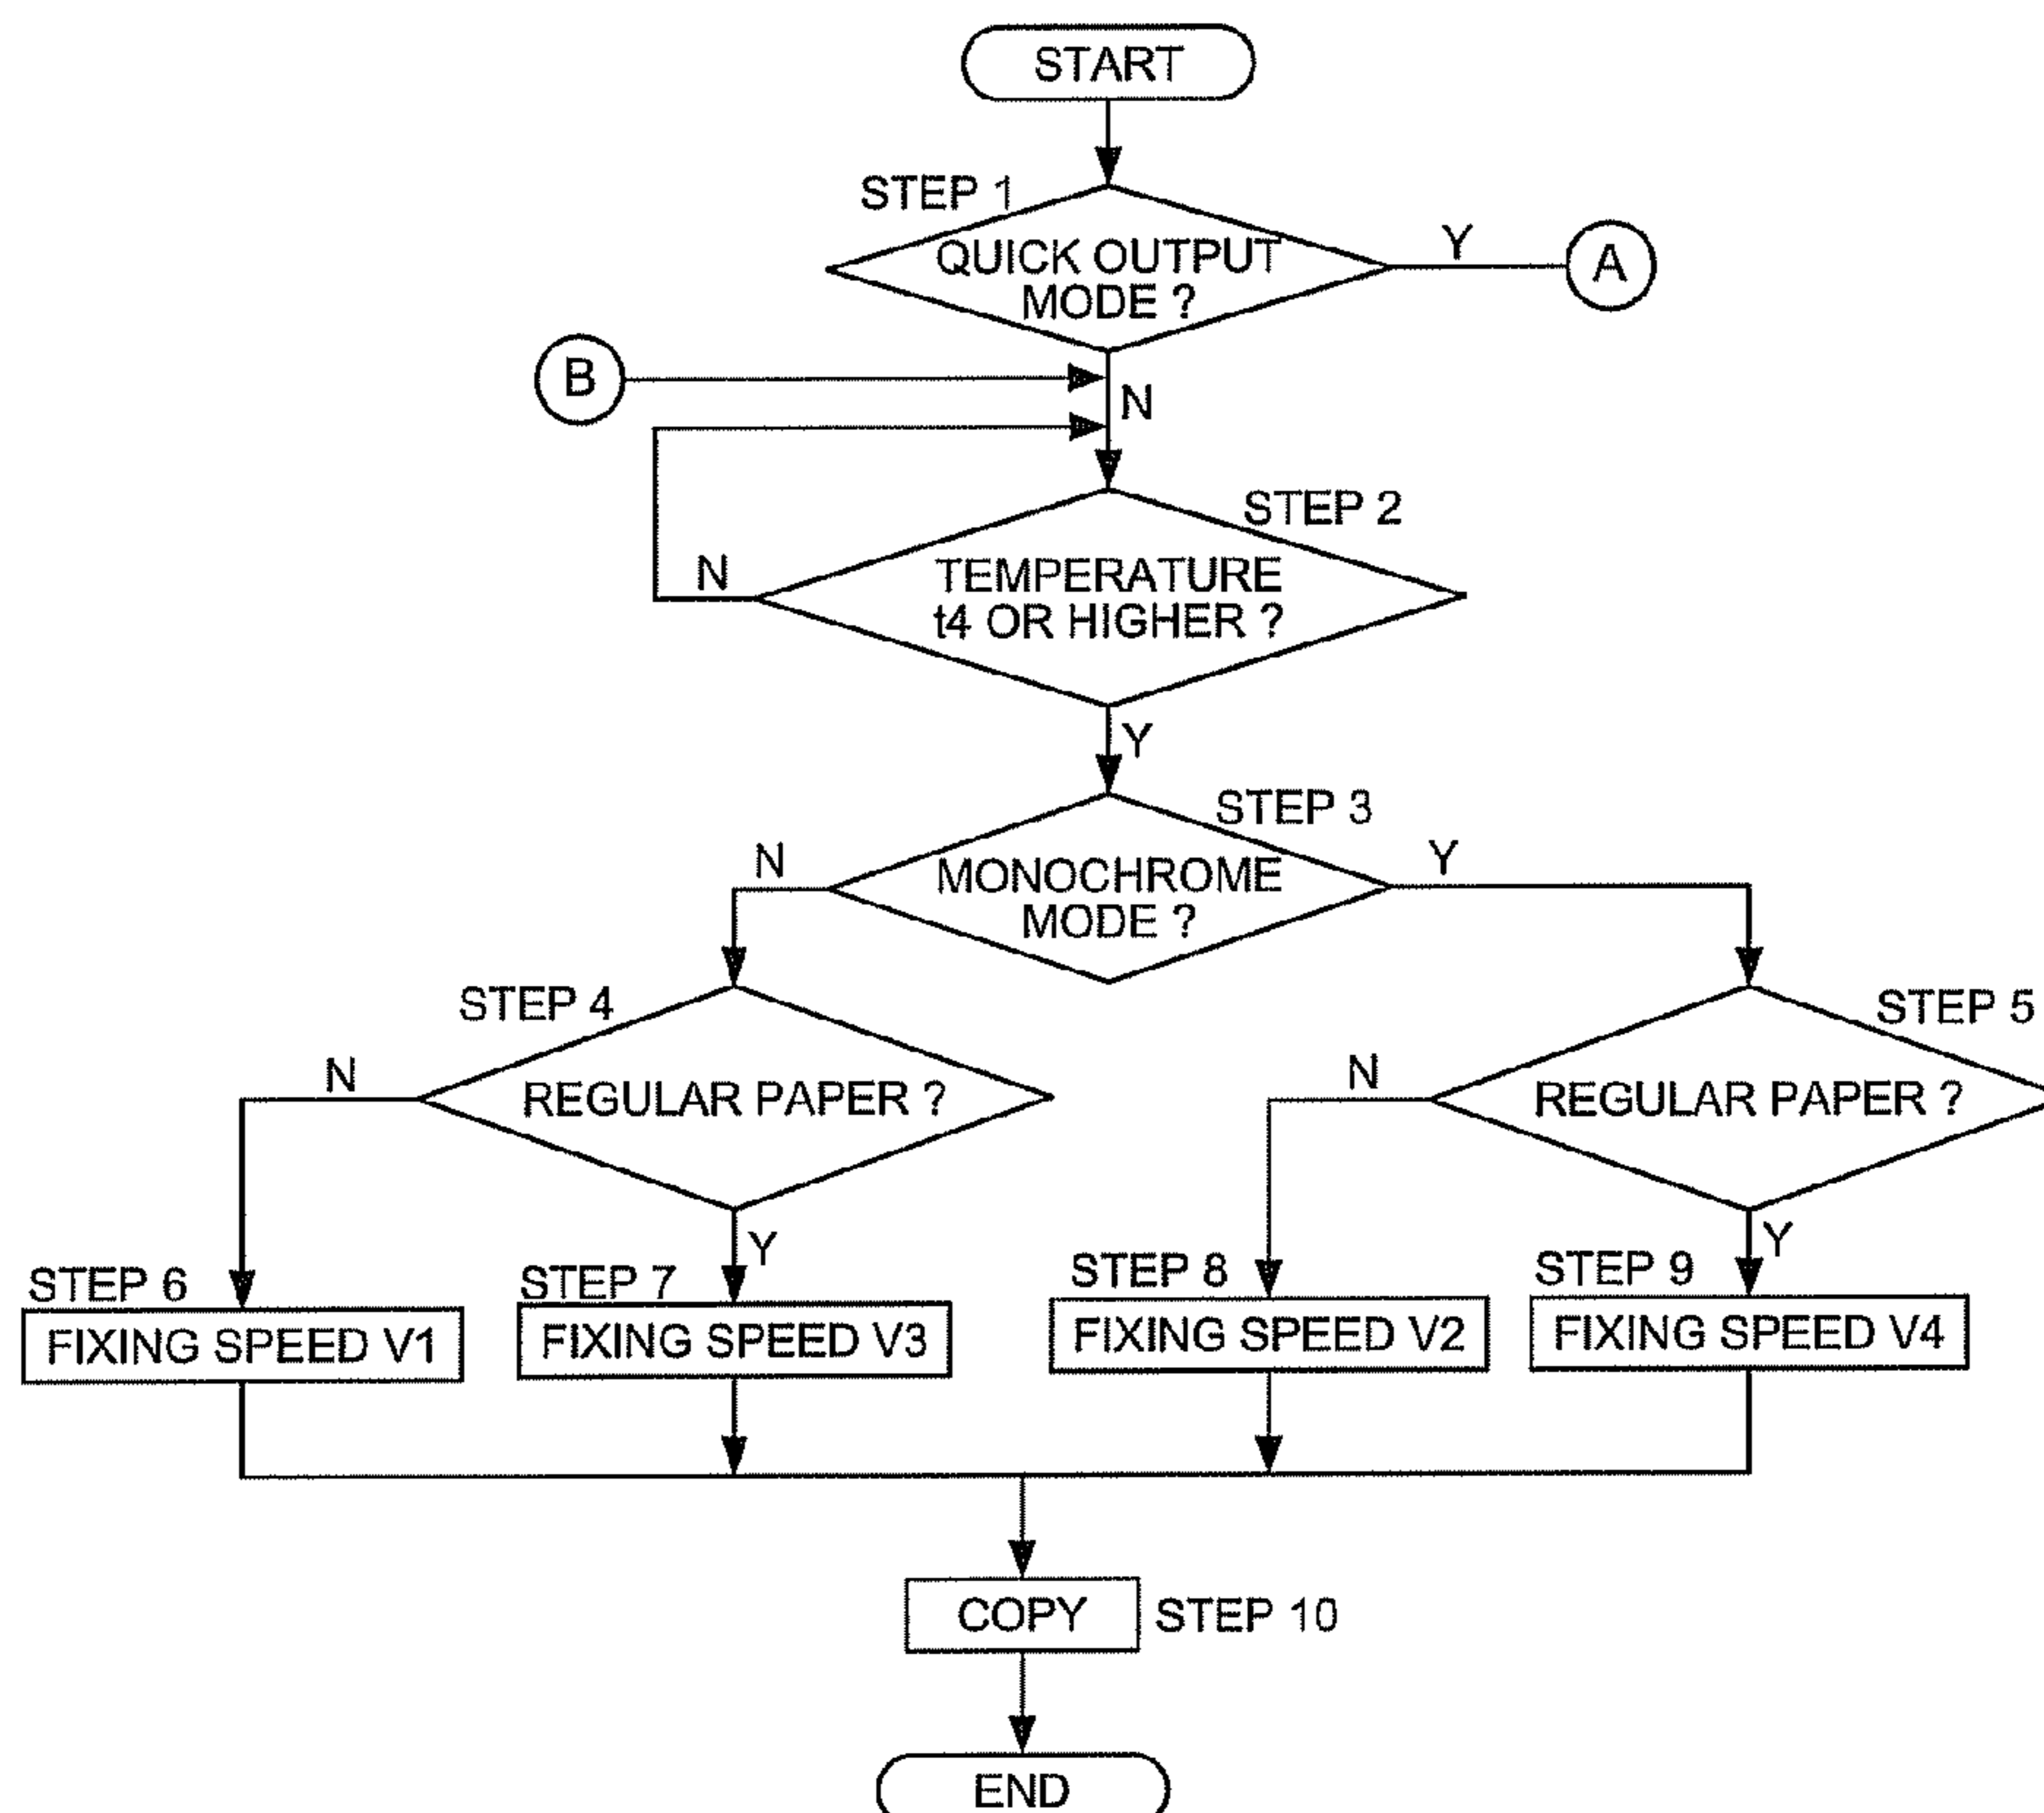 START
STEP 1
QUICK OUTPUT
MODE ?
Y
A
B
N
STEP 2
TEMPERATURE
t4 OR HIGHER ?
N
Y
STEP 3
MONOCHROME
MODE ?
N
Y
STEP 4
REGULAR PAPER ?
N
Y
STEP 5
REGULAR PAPER ?
N
Y
STEP 6
FIXING SPEED V1
STEP 7
FIXING SPEED V3
STEP 8
FIXING SPEED V2
STEP 9
FIXING SPEED V4
COPY
STEP 10
END